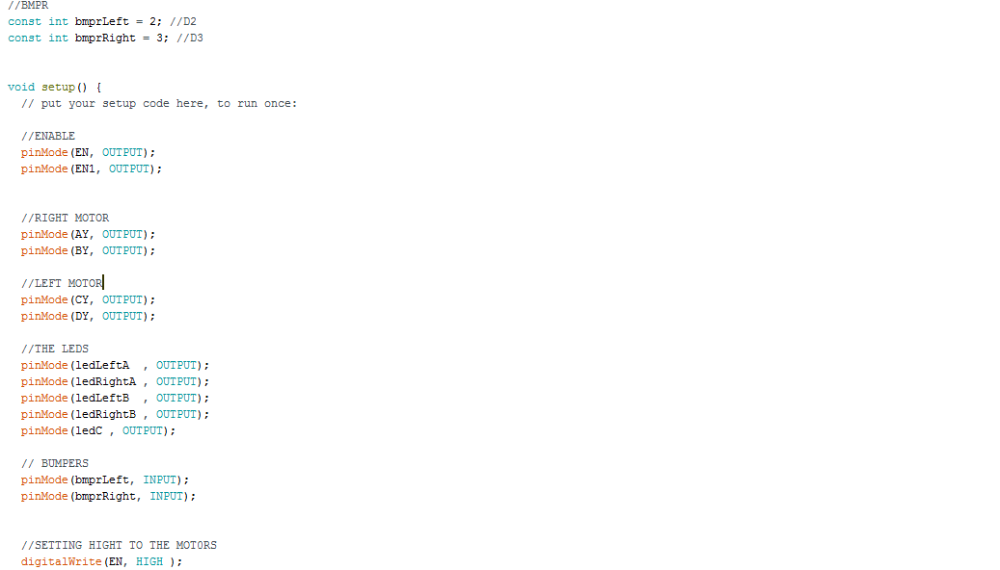 //BMPR
const int bmprLeft = 2; //D2
const int bmprRight = 3; //D3
void setup() {
// put your setup code here, to run once:
//ENABLE
pinMode(EN, OUTPUT);
pinMode(EN1, OUTPUT);
//RIGHT MOTOR
pinMode(AY, OUTPUT);
pinMode(BY, OUTPUT);
//LEFT MOTOR
pinMode(CY, OUTPUT);
pinMode(DY, OUTPUT);
//THE LEDS
pinMode(ledLeftA  , OUTPUT);
pinMode(ledRightA , OUTPUT);
pinMode(ledLeftB  , OUTPUT);
pinMode(ledRightB , OUTPUT);
pinMode(ledC , OUTPUT);
// BUMPERS
pinMode(bmprLeft, INPUT);
pinMode(bmprRight, INPUT);
//SETTING HIGHT TO THE MOTORS
digitalWrite(EN, HIGH );